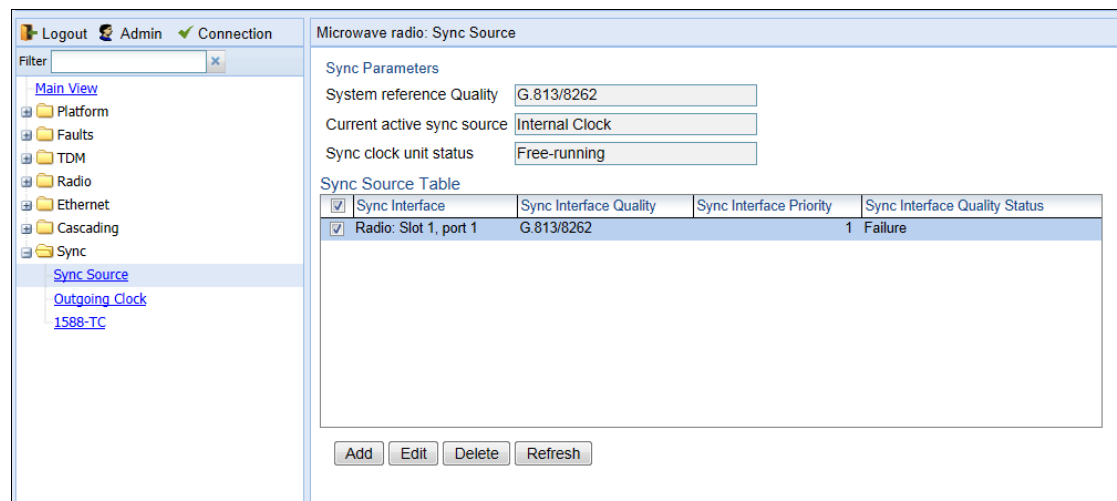 Logout Admin Connection
Filter
Main View
Platform
Faults
TDM
Radio
Ethernet
Cascading
Sync
Sync Source
Outgoing Clock
1588-TC
Microwave radio: Sync Source
Sync Parameters
System reference Quality G.813/8262
Current active sync source Internal Clock
Sync clock unit status Free-running
Sync Source Table
Sync Interface Sync Interface Quality Sync Interface Priority Sync Interface Quality Status
Radio: Slot 1, port 1 G.813/8262 1 Failure
Add Edit Delete Refresh